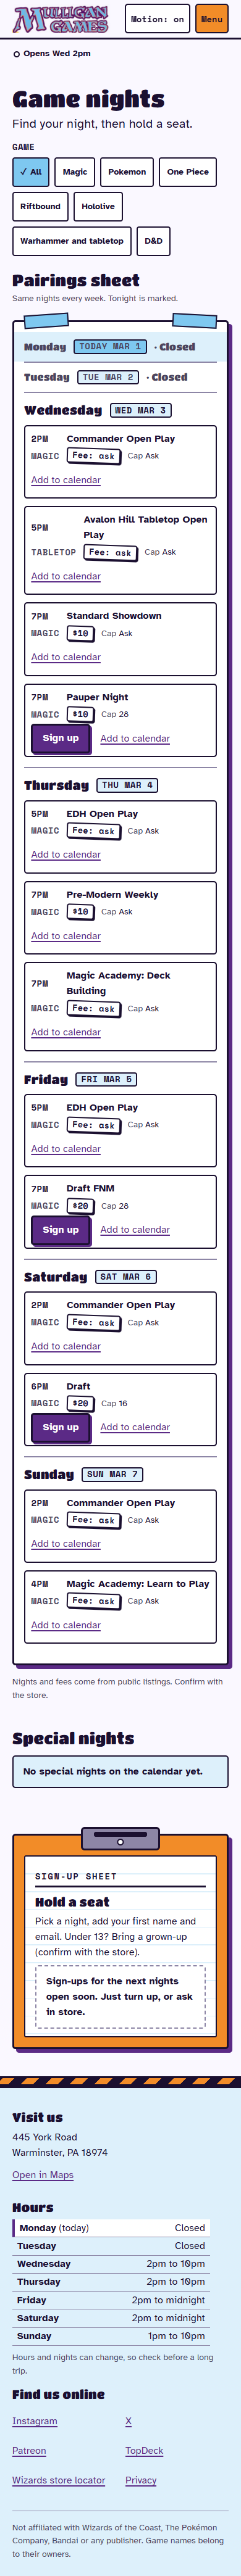 MULLIGAN GAMES
Motion: on
Menu
Opens Wed 2pm
Game nights
Find your night, then hold a seat.
GAME
✓ All
Magic
Pokemon
One Piece
Riftbound
Hololive
Warhammer and tabletop
D&D
Pairings sheet
Same nights every week. Tonight is marked.
Monday TODAY MAR 1 · Closed
Tuesday TUE MAR 2 · Closed
Wednesday WED MAR 3
2PM Commander Open Play
MAGIC Fee: ask Cap Ask
Add to calendar
5PM Avalon Hill Tabletop Open
Play
TABLETOP Fee: ask Cap Ask
Add to calendar
7PM Standard Showdown
MAGIC $10 Cap Ask
Add to calendar
7PM Pauper Night
MAGIC $10 Cap 28
Sign up Add to calendar
Thursday THU MAR 4
5PM EDH Open Play
MAGIC Fee: ask Cap Ask
Add to calendar
7PM Pre-Modern Weekly
MAGIC $10 Cap Ask
Add to calendar
7PM Magic Academy: Deck
Building
MAGIC Fee: ask Cap Ask
Add to calendar
Friday FRI MAR 5
5PM EDH Open Play
MAGIC Fee: ask Cap Ask
Add to calendar
7PM Draft FNM
MAGIC $20 Cap 28
Sign up Add to calendar
Saturday SAT MAR 6
2PM Commander Open Play
MAGIC Fee: ask Cap Ask
Add to calendar
6PM Draft
MAGIC $20 Cap 16
Sign up Add to calendar
Sunday SUN MAR 7
2PM Commander Open Play
MAGIC Fee: ask Cap Ask
Add to calendar
4PM Magic Academy: Learn to Play
MAGIC Fee: ask Cap Ask
Add to calendar
Nights and fees come from public listings. Confirm with
the store.
Special nights
No special nights on the calendar yet.
SIGN-UP SHEET
Hold a seat
Pick a night, add your first name and
email. Under 13? Bring a grown-up
(confirm with the store).
Sign-ups for the next nights
open soon. Just turn up, or ask
in store.
Visit us
445 York Road
Warminster, PA 18974
Open in Maps
Hours
Monday (today) Closed
Tuesday Closed
Wednesday 2pm to 10pm
Thursday 2pm to 10pm
Friday 2pm to midnight
Saturday 2pm to midnight
Sunday 1pm to 10pm
Hours and nights can change, so check before a long
trip.
Find us online
Instagram
X
Patreon
TopDeck
Wizards store locator
Privacy
Not affiliated with Wizards of the Coast, The Pokémon
Company, Bandai or any publisher. Game names belong
to their owners.